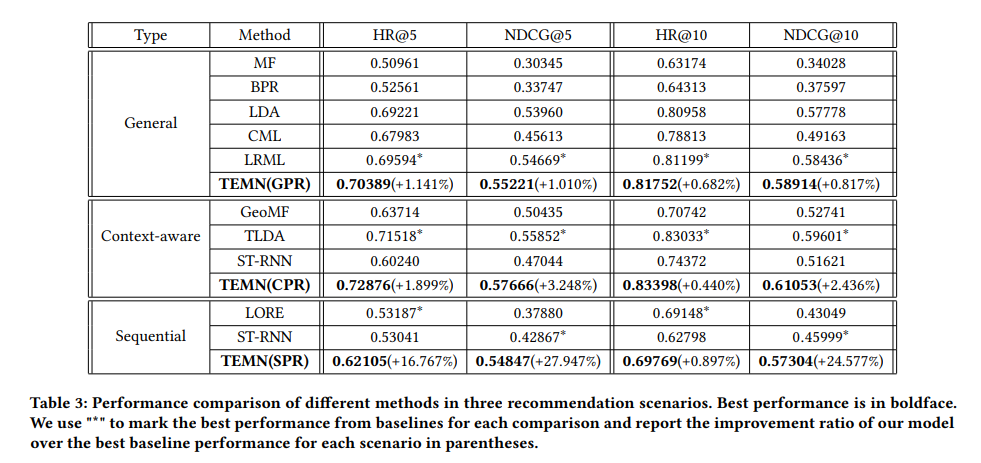 Type Method HR@5 NDCG@5 HR@10 NDCG@10
General
MF 0.50961 0.30345 0.63174 0.34028
BPR 0.52561 0.33747 0.64313 0.37597
LDA 0.69221 0.53960 0.80958 0.57778
CML 0.67983 0.45613 0.78813 0.49163
LRML 0.69594* 0.54669* 0.81199* 0.58436*
TEMN(GPR) 0.70389(+1.141%) 0.55221(+1.010%) 0.81752(+0.682%) 0.58914(+0.817%)
Context-aware
GeoMF 0.63714 0.50435 0.70742 0.52741
TLDA 0.71518* 0.55852* 0.83033* 0.59601*
ST-RNN 0.60240 0.47044 0.74372 0.51621
TEMN(CPR) 0.72876(+1.899%) 0.57666(+3.248%) 0.83398(+0.440%) 0.61053(+2.436%)
Sequential
LORE 0.53187* 0.37880 0.69148* 0.43049
ST-RNN 0.53041 0.42867* 0.62798 0.45999*
TEMN(SPR) 0.62105(+16.767%) 0.54847(+27.947%) 0.69769(+0.897%) 0.57304(+24.577%)
Table 3: Performance comparison of different methods in three recommendation scenarios. Best performance is in boldface.
We use "*" to mark the best performance from baselines for each comparison and report the improvement ratio of our model
over the best baseline performance for each scenario in parentheses.